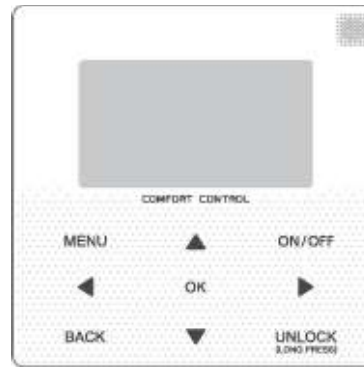 COMFORT CONTROL
MENU
ON/OFF
OK
BACK
UNLOCK
(LONG PRESS)